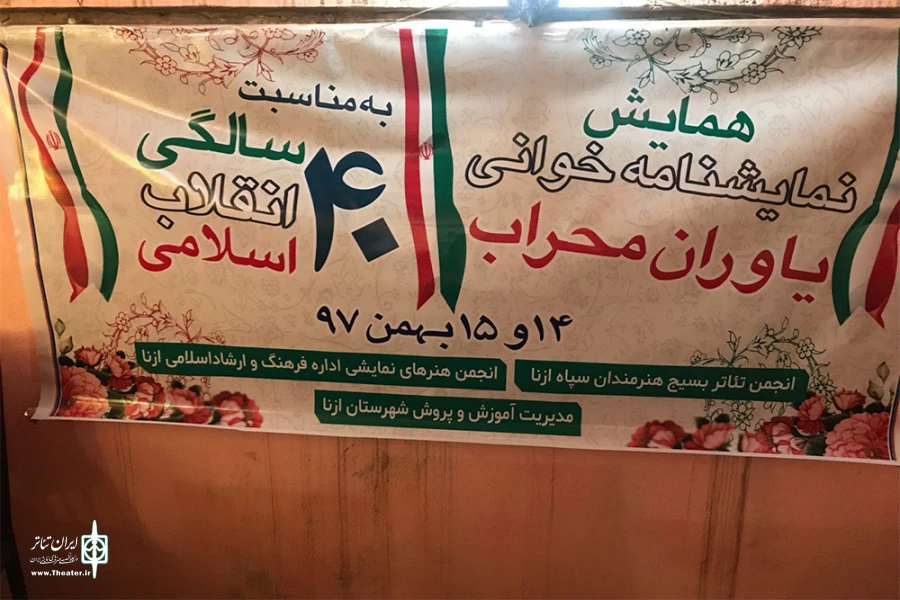 همایش
نمایشنامه خوانی
یاوران محراب
به مناسبت
۴۰ سالگی
انقلاب
اسلامی
۱۴ و ۱۵ بهمن ۹۷
انجمن تئاتر بسیج هنرمندان سپاه ازنا
انجمن هنرهای نمایشی اداره فرهنگ و ارشاداسلامی ازنا
مدیریت آموزش و پروش شهرستان ازنا
ایران تئاتر
www.Theater.ir